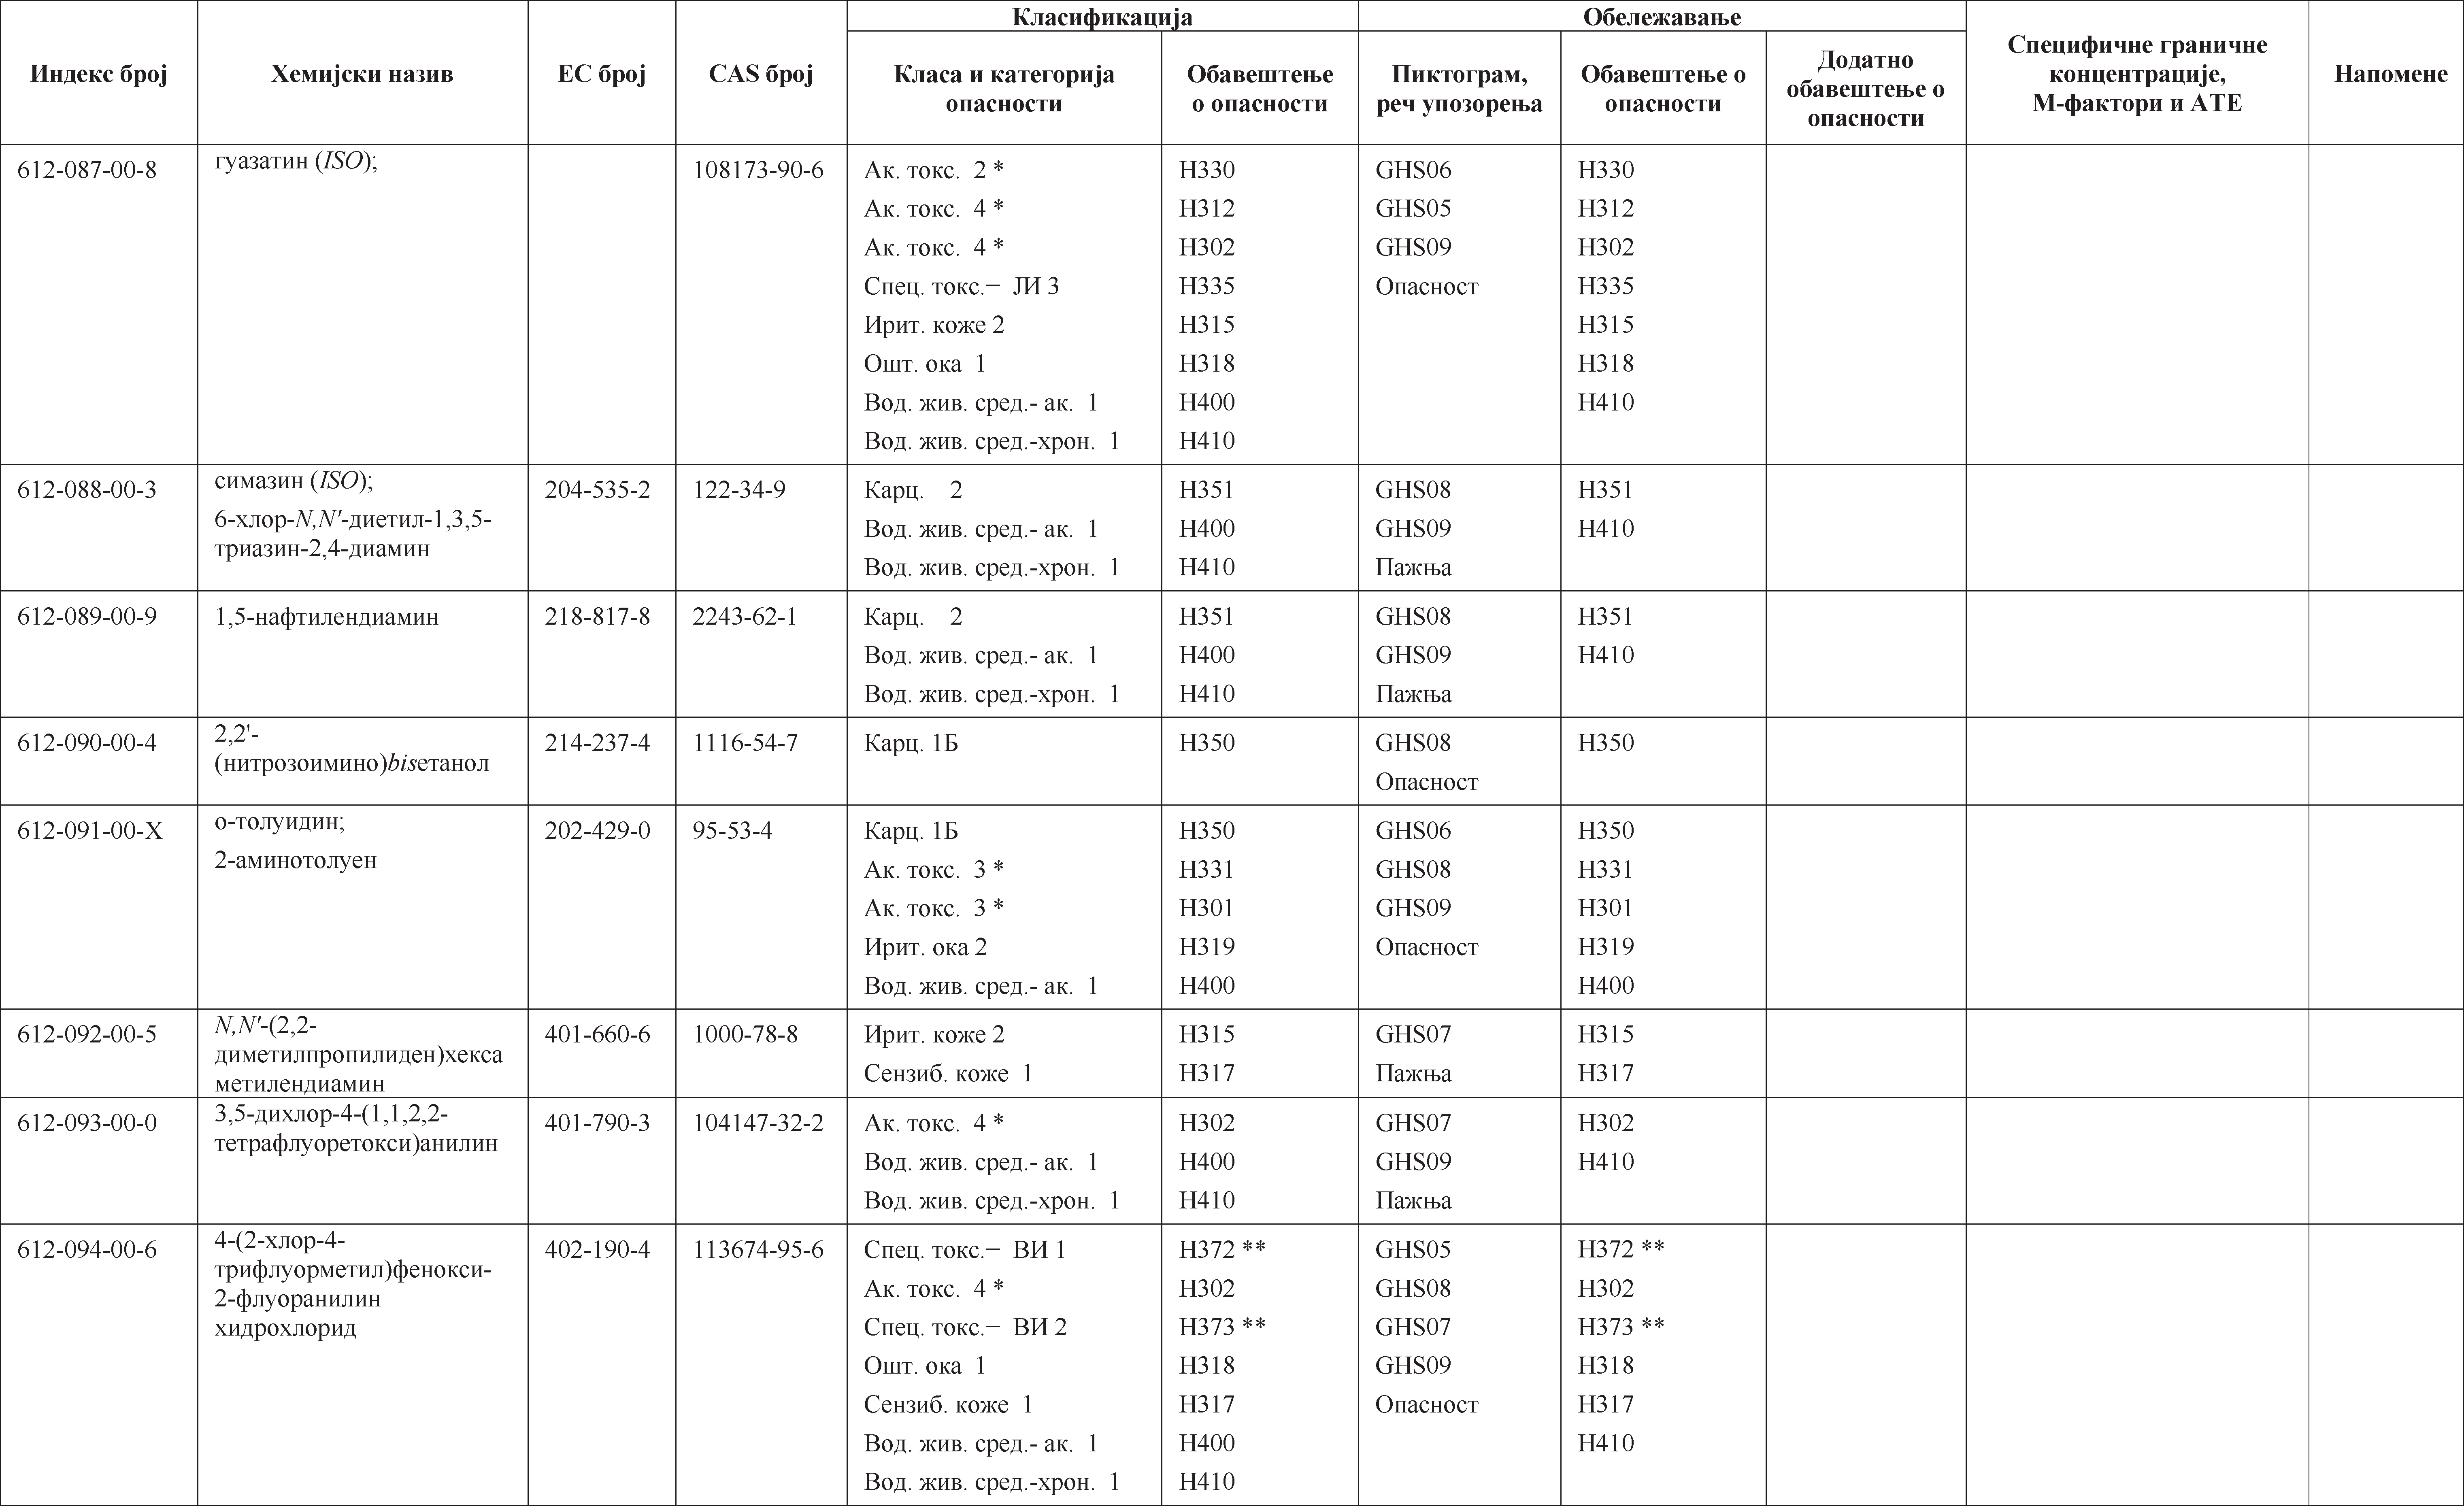 Класификација
Обележавање
Индекс број
Хемијски назив
ЕС број
CAS број
Класа и категорија
опасности
Обавештење
о опасности
Пиктограм,
реч упозорења
Обавештење о
опасности
Додатно
обавештење о
опасности
Специфичне граничне
концентрације,
М-фактори и АТЕ
Напомене
612-087-00-8
гуазатин (ISO);
108173-90-6
Ак. токс. 2 *
Ак. токс. 4 *
Ак. токс. 4 *
Спец. токс.− ЈИ 3
Ирит. коже 2
Ошт. ока 1
Вод. жив. сред.- ак. 1
Вод. жив. сред.-хрон. 1
H330
H312
H302
H335
H315
H318
H400
H410
GHS06
GHS05
GHS09
Опасност
H330
H312
H302
H335
H315
H318
H410
612-088-00-3
симазин (ISO);
6-хлор-N,N'-диетил-1,3,5-
триазин-2,4-диамин
204-535-2
122-34-9
Карц. 2
Вод. жив. сред.- ак. 1
Вод. жив. сред.-хрон. 1
H351
H400
H410
GHS08
GHS09
Пажња
H351
H410
612-089-00-9
1,5-нафтилендиамин
218-817-8
2243-62-1
Карц. 2
Вод. жив. сред.- ак. 1
Вод. жив. сред.-хрон. 1
H351
H400
H410
GHS08
GHS09
Пажња
H351
H410
612-090-00-4
2,2'-
(нитрозоимино)bisетанол
214-237-4
1116-54-7
Карц. 1Б
H350
GHS08
Опасност
H350
612-091-00-X
о-толуидин;
2-аминотолуен
202-429-0
95-53-4
Карц. 1Б
Ак. токс. 3 *
Ак. токс. 3 *
Ирит. ока 2
Вод. жив. сред.- ак. 1
H350
H331
H301
H319
H400
GHS06
GHS08
GHS09
Опасност
H350
H331
H301
H319
H400
612-092-00-5
N,N'-(2,2-
диметилпропилиден)хекса
метилендиамин
401-660-6
1000-78-8
Ирит. коже 2
Сензиб. коже 1
H315
H317
GHS07
Пажња
H315
H317
612-093-00-0
3,5-дихлор-4-(1,1,2,2-
тетрафлуоретокси)анилин
401-790-3
104147-32-2
Ак. токс. 4 *
Вод. жив. сред.- ак. 1
Вод. жив. сред.-хрон. 1
H302
H400
H410
GHS07
GHS09
Пажња
H302
H410
612-094-00-6
4-(2-хлор-4-
трифлуорметил)фенокси-
2-флуоранилин
хидрохлорид
402-190-4
113674-95-6
Спец. токс.− ВИ 1
Ак. токс. 4 *
Спец. токс.− ВИ 2
Ошт. ока 1
Сензиб. коже 1
Вод. жив. сред.- ак. 1
Вод. жив. сред.-хрон. 1
H372 **
H302
H373 **
H318
H317
H400
H410
GHS05
GHS08
GHS07
GHS09
Опасност
H372 **
H302
H373 **
H318
H317
H410